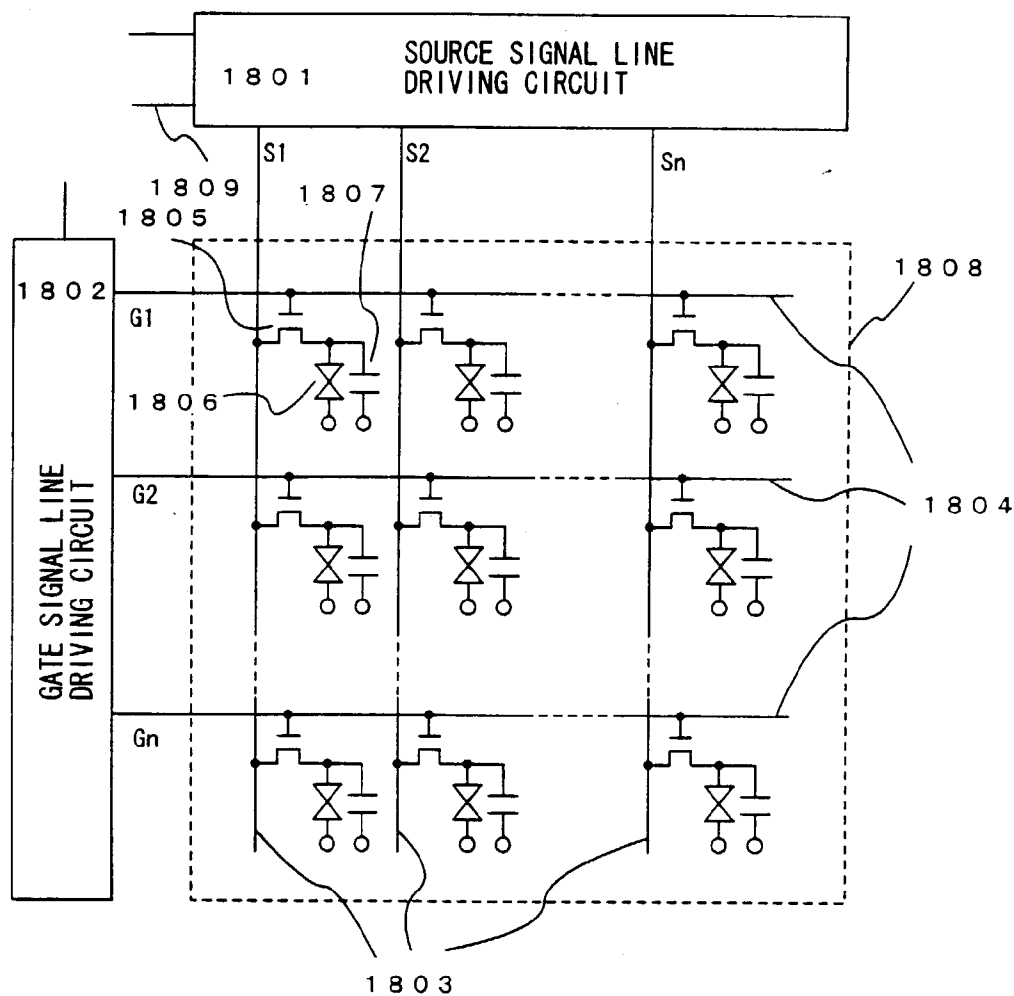 SOURCE SIGNAL LINE
DRIVING CIRCUIT
1801
S1
S2
Sn
1809
1807
1805
1802
1808
G1
1806
G2
1804
GATE SIGNAL LINE
DRIVING CIRCUIT
Gn
1803